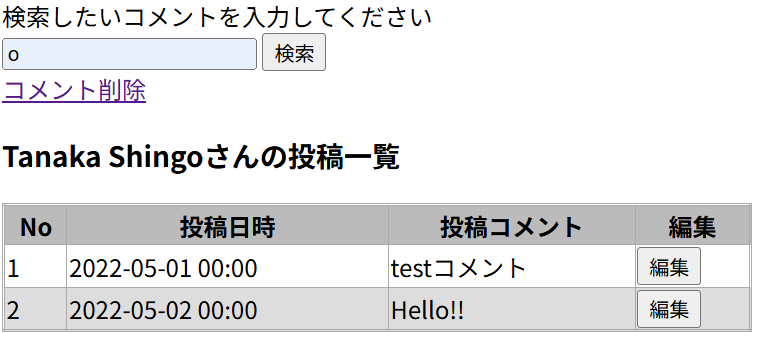 検索したいコメントを入力してください
o 検索
コメント削除
Tanaka Shingoさんの投稿一覧
No 投稿日時 投稿コメント 編集
1 2022-05-01 00:00 testコメント 編集
2 2022-05-02 00:00 Hello!! 編集